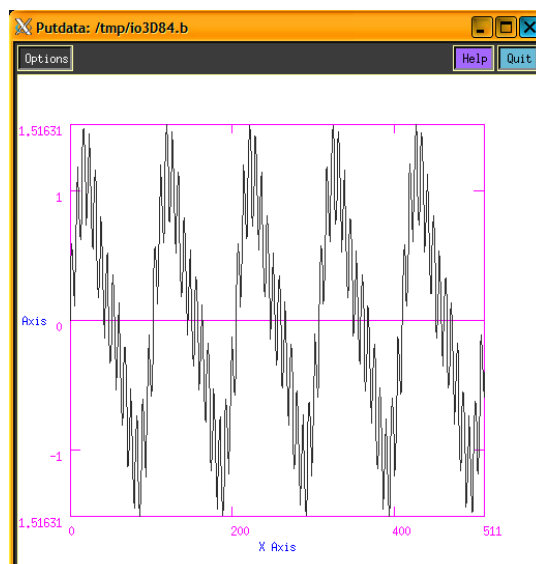 Putdata: /tmp/io3D84.b
Options Help Quit
1.51631
1
Axis 0
-1
1.51631
0 200 400 511
X Axis